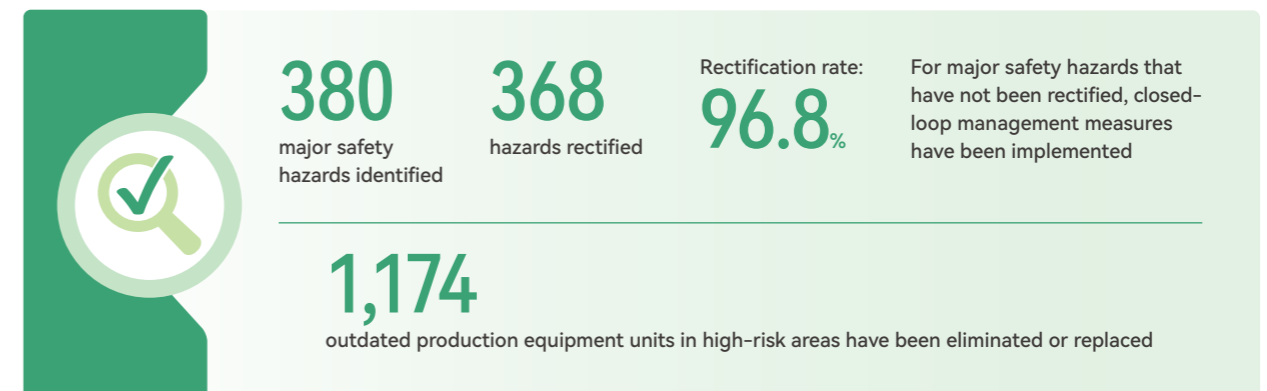 380
major safety
hazards identified
368
hazards rectified
Rectification rate:
96.8%
For major safety hazards that
have not been rectified, closed-
loop management measures
have been implemented
1,174
outdated production equipment units in high-risk areas have been eliminated or replaced